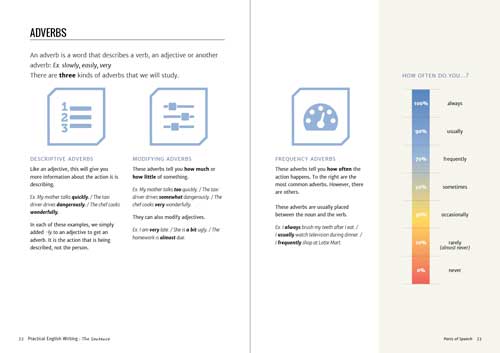 ADVERBS
An adverb is a word that describes a verb, an adjective or another
adverb: Ex. slowly, easily, very
There are three kinds of adverbs that we will study.
1
2
3
DESCRIPTIVE ADVERBS
Like an adjective, this will give you
more information about the action it is
describing.
Ex. My mother talks quickly. / The taxi
driver drives dangerously. / The chef cooks
wonderfully.
In each of these examples, we simply
added -ly to an adjective to get an
adverb. It is the action that is being
described, not the person.
MODIFYING ADVERBS
These adverbs tell you how much or
how little of something.
Ex. My mother talks too quickly. / The taxi
driver drives somewhat dangerously. / The
chef cooks very wonderfully.
They can also modify adjectives.
Ex. I am very late. / She is a bit ugly. / The
homework is almost due.
22 Practical English Writing : The Sentence
FREQUENCY ADVERBS
These adverbs tell you how often the
action happens. To the right are the
most common adverbs. However, there
are others.
These adverbs are usually placed
between the noun and the verb.
Ex. I always brush my teeth after I eat. /
I usually watch television during dinner. /
I frequently shop at Lotte Mart.
HOW OFTEN DO YOU...?
100% always
90% usually
70% frequently
50% sometimes
30% occasionally
10% rarely
(almost never)
0% never
Parts of Speech 23